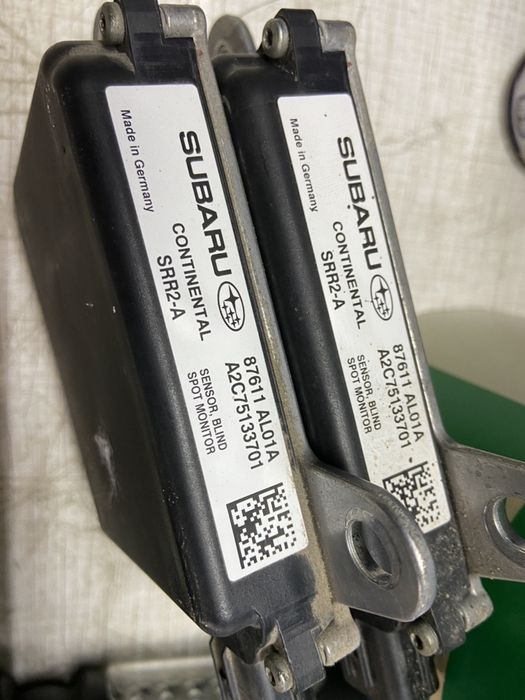 SUBARU
CONTINENTAL
SRR2-A
Made in Germany
87611 AL01A
A2C75133701
SENSOR, BLIND
SPOT MONITOR
SUBARU
CONTINENTAL
SRR2-A
Made in Germany
87611 AL01A
A2C75133701
SENSOR, BLIND
SPOT MONITOR